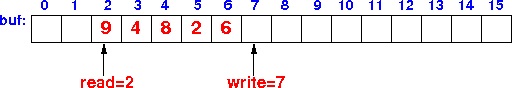 0 1 2 3 4 5 6 7 8 9 10 11 12 13 14 15
buf: 9 4 8 2 6
read=2 write=7